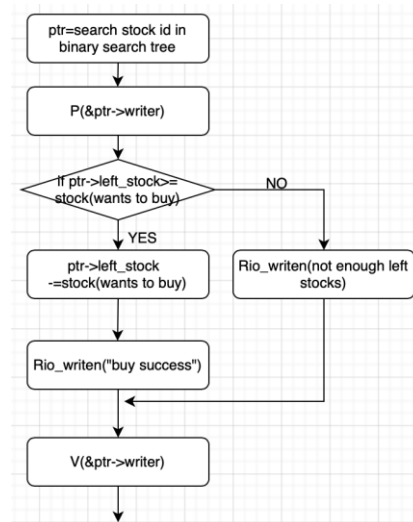 ptr=search stock id in
binary search tree
P(&ptr->writer)
if ptr->left_stock>=
stock(wants to buy)
NO
YES
ptr->left_stock
-=stock(wants to buy)
Rio_writen(not enough left
stocks)
Rio_writen("buy success")
V(&ptr->writer)